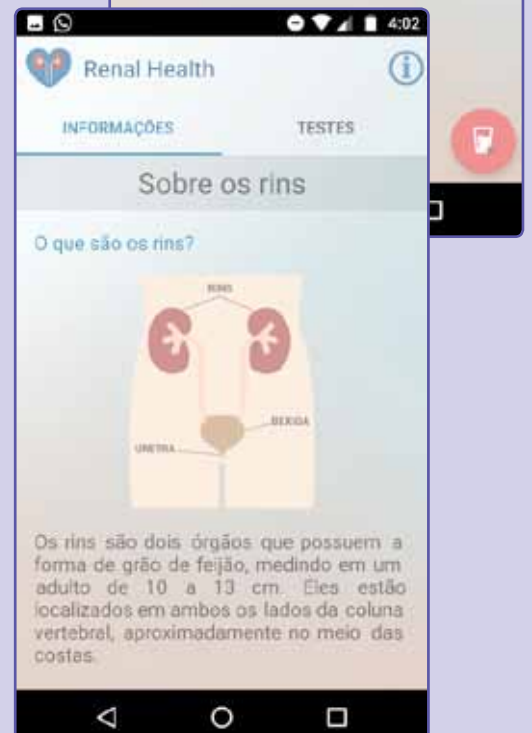 4:02
Renal Health
INFORMAÇÕES TESTES
Sobre os rins
O que são os rins?
RINS
BEXIGA
URETRA
Os rins são dois órgãos que possuem a
forma de grão de feijão, medindo em um
adulto de 10 a 13 cm. Eles estão
localizados em ambos os lados da coluna
vertebral, aproximadamente no meio das
costas.